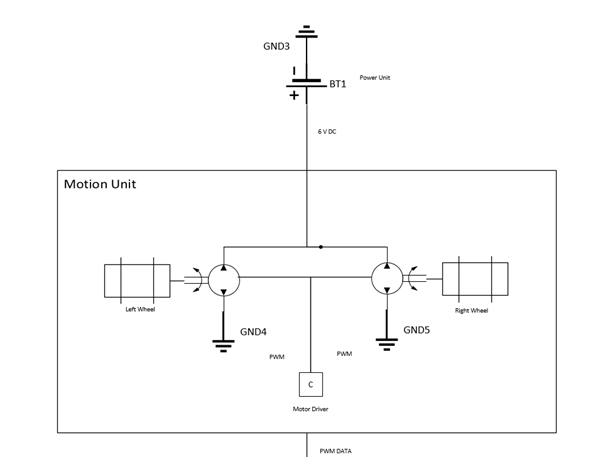 GND3
BT1
Power Unit
6 V DC
Motion Unit
Left Wheel
Right Wheel
GND4
GND5
PWM
PWM
C
Motor Driver
PWM DATA